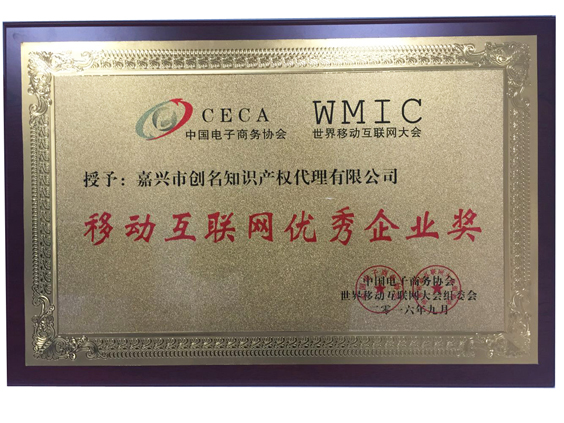 CECA
中国电子商务协会
WMIC
世界移动互联网大会
授予：嘉兴市创名知识产权代理有限公司
移动互联网优秀企业奖
中国电子商务协会
世界移动互联网大会组委会
二零一六年九月